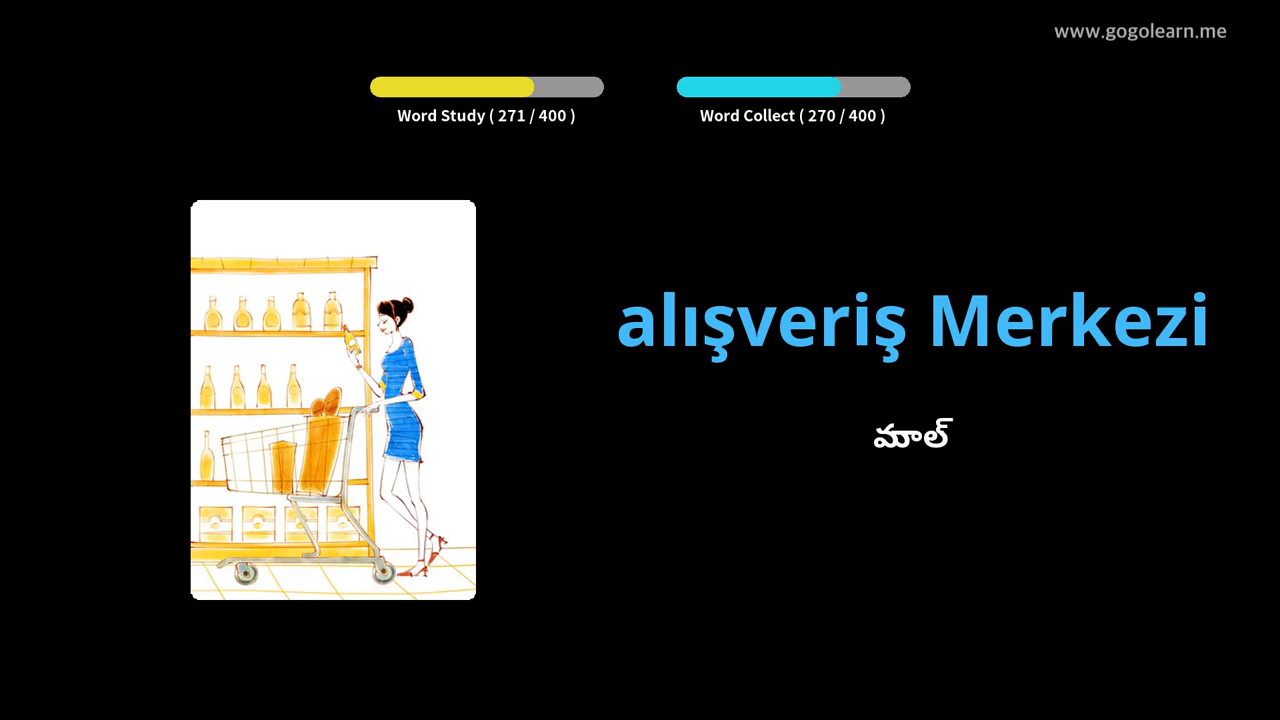 www.gogolearn.me
Word Study ( 271 / 400 )
Word Collect ( 270 / 400 )
alışveriş Merkezi
మాల్